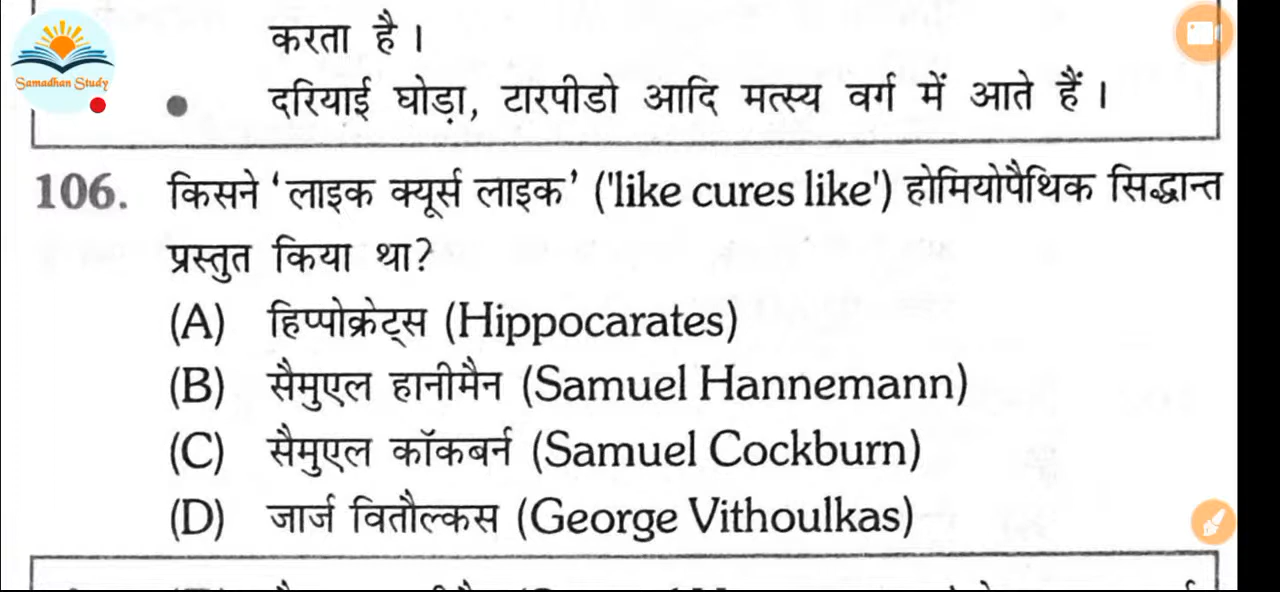 Samadhan Study
करता है ।
● दरियाई घोड़ा, टारपीडो आदि मत्स्य वर्ग में आते हैं ।
106. किसने ‘लाइक क्यूर्स लाइक’ ('like cures like') होमियोपैथिक सिद्धान्त
प्रस्तुत किया था?
(A) हिप्पोक्रेट्स (Hippocarates)
(B) सैमुएल हानीमैन (Samuel Hannemann)
(C) सैमुएल कॉकबर्न (Samuel Cockburn)
(D) जार्ज वितौल्कस (George Vithoulkas)